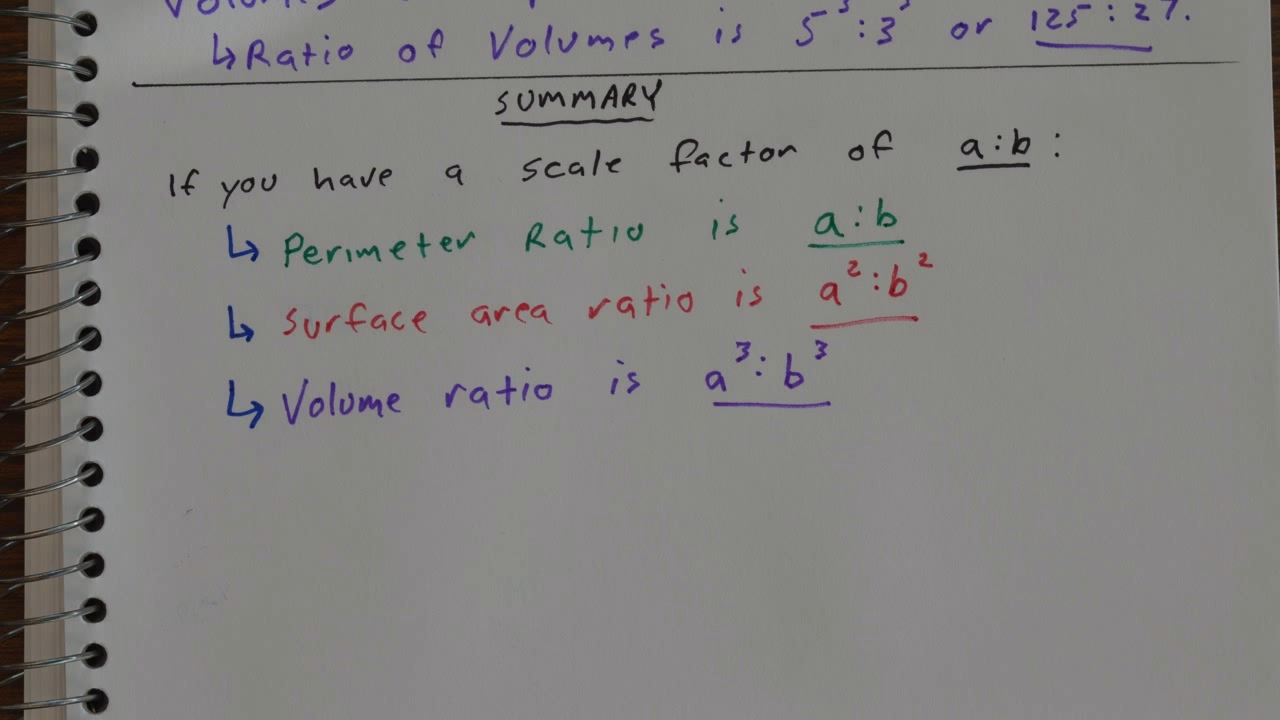 ↳Ratio of Volumes is 5³:3³ or 125:27.
SUMMARY
If you have a scale factor of a:b:
↳ Perimeter Ratio is a:b
↳ Surface area ratio is a²:b²
↳ Volume ratio is a³:b³